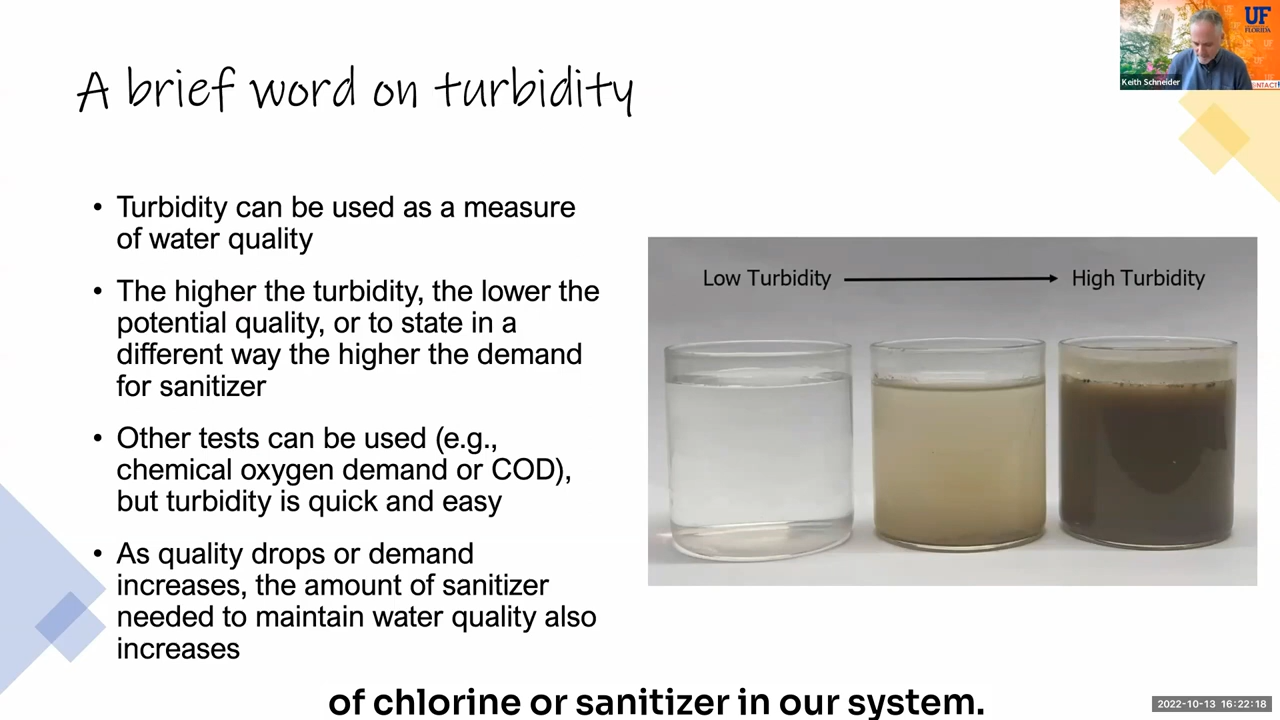 A brief word on turbidity
UF
FLORIDA
Keith Schneider
• Turbidity can be used as a measure
of water quality
• The higher the turbidity, the lower the
potential quality, or to state in a
different way the higher the demand
for sanitizer
• Other tests can be used (e.g.,
chemical oxygen demand or COD),
but turbidity is quick and easy
• As quality drops or demand
increases, the amount of sanitizer
needed to maintain water quality also
increases
Low Turbidity
High Turbidity
of chlorine or sanitizer in our system.
2022-10-13 16:22:18